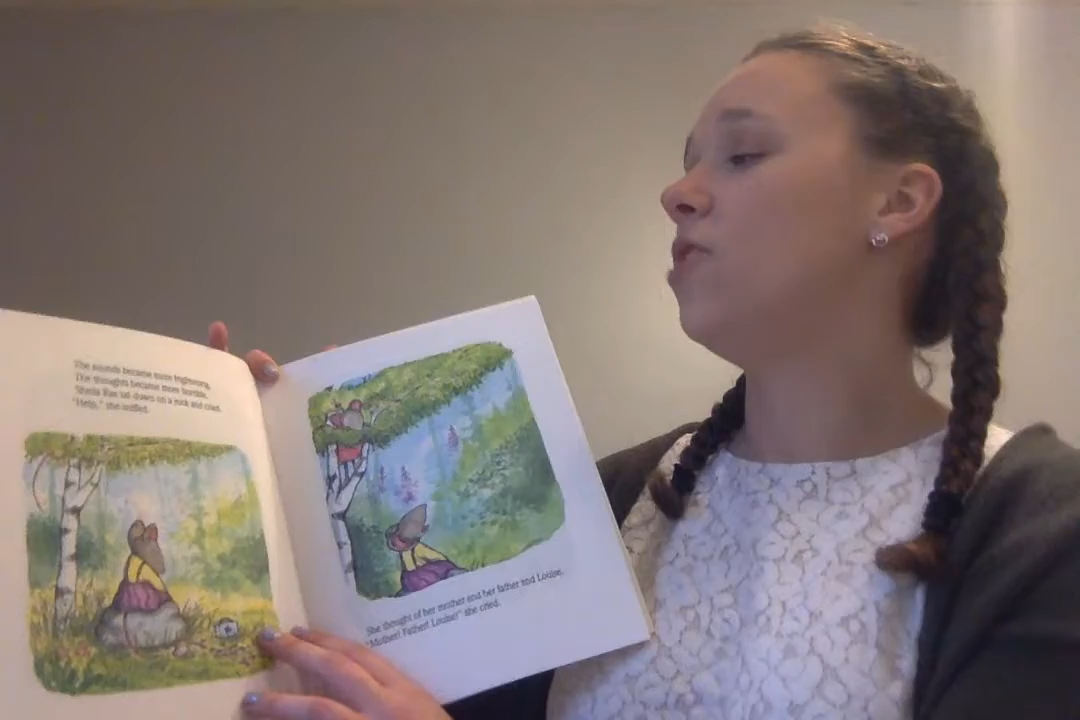 The sounds became more frightening.
The thoughts became more horrible.
Sheila Rae sat down on a rock and cried.
"Help," she sniffed.
She thought of her mother and her father and Louise.
"Mother! Father! Louise!" she cried.